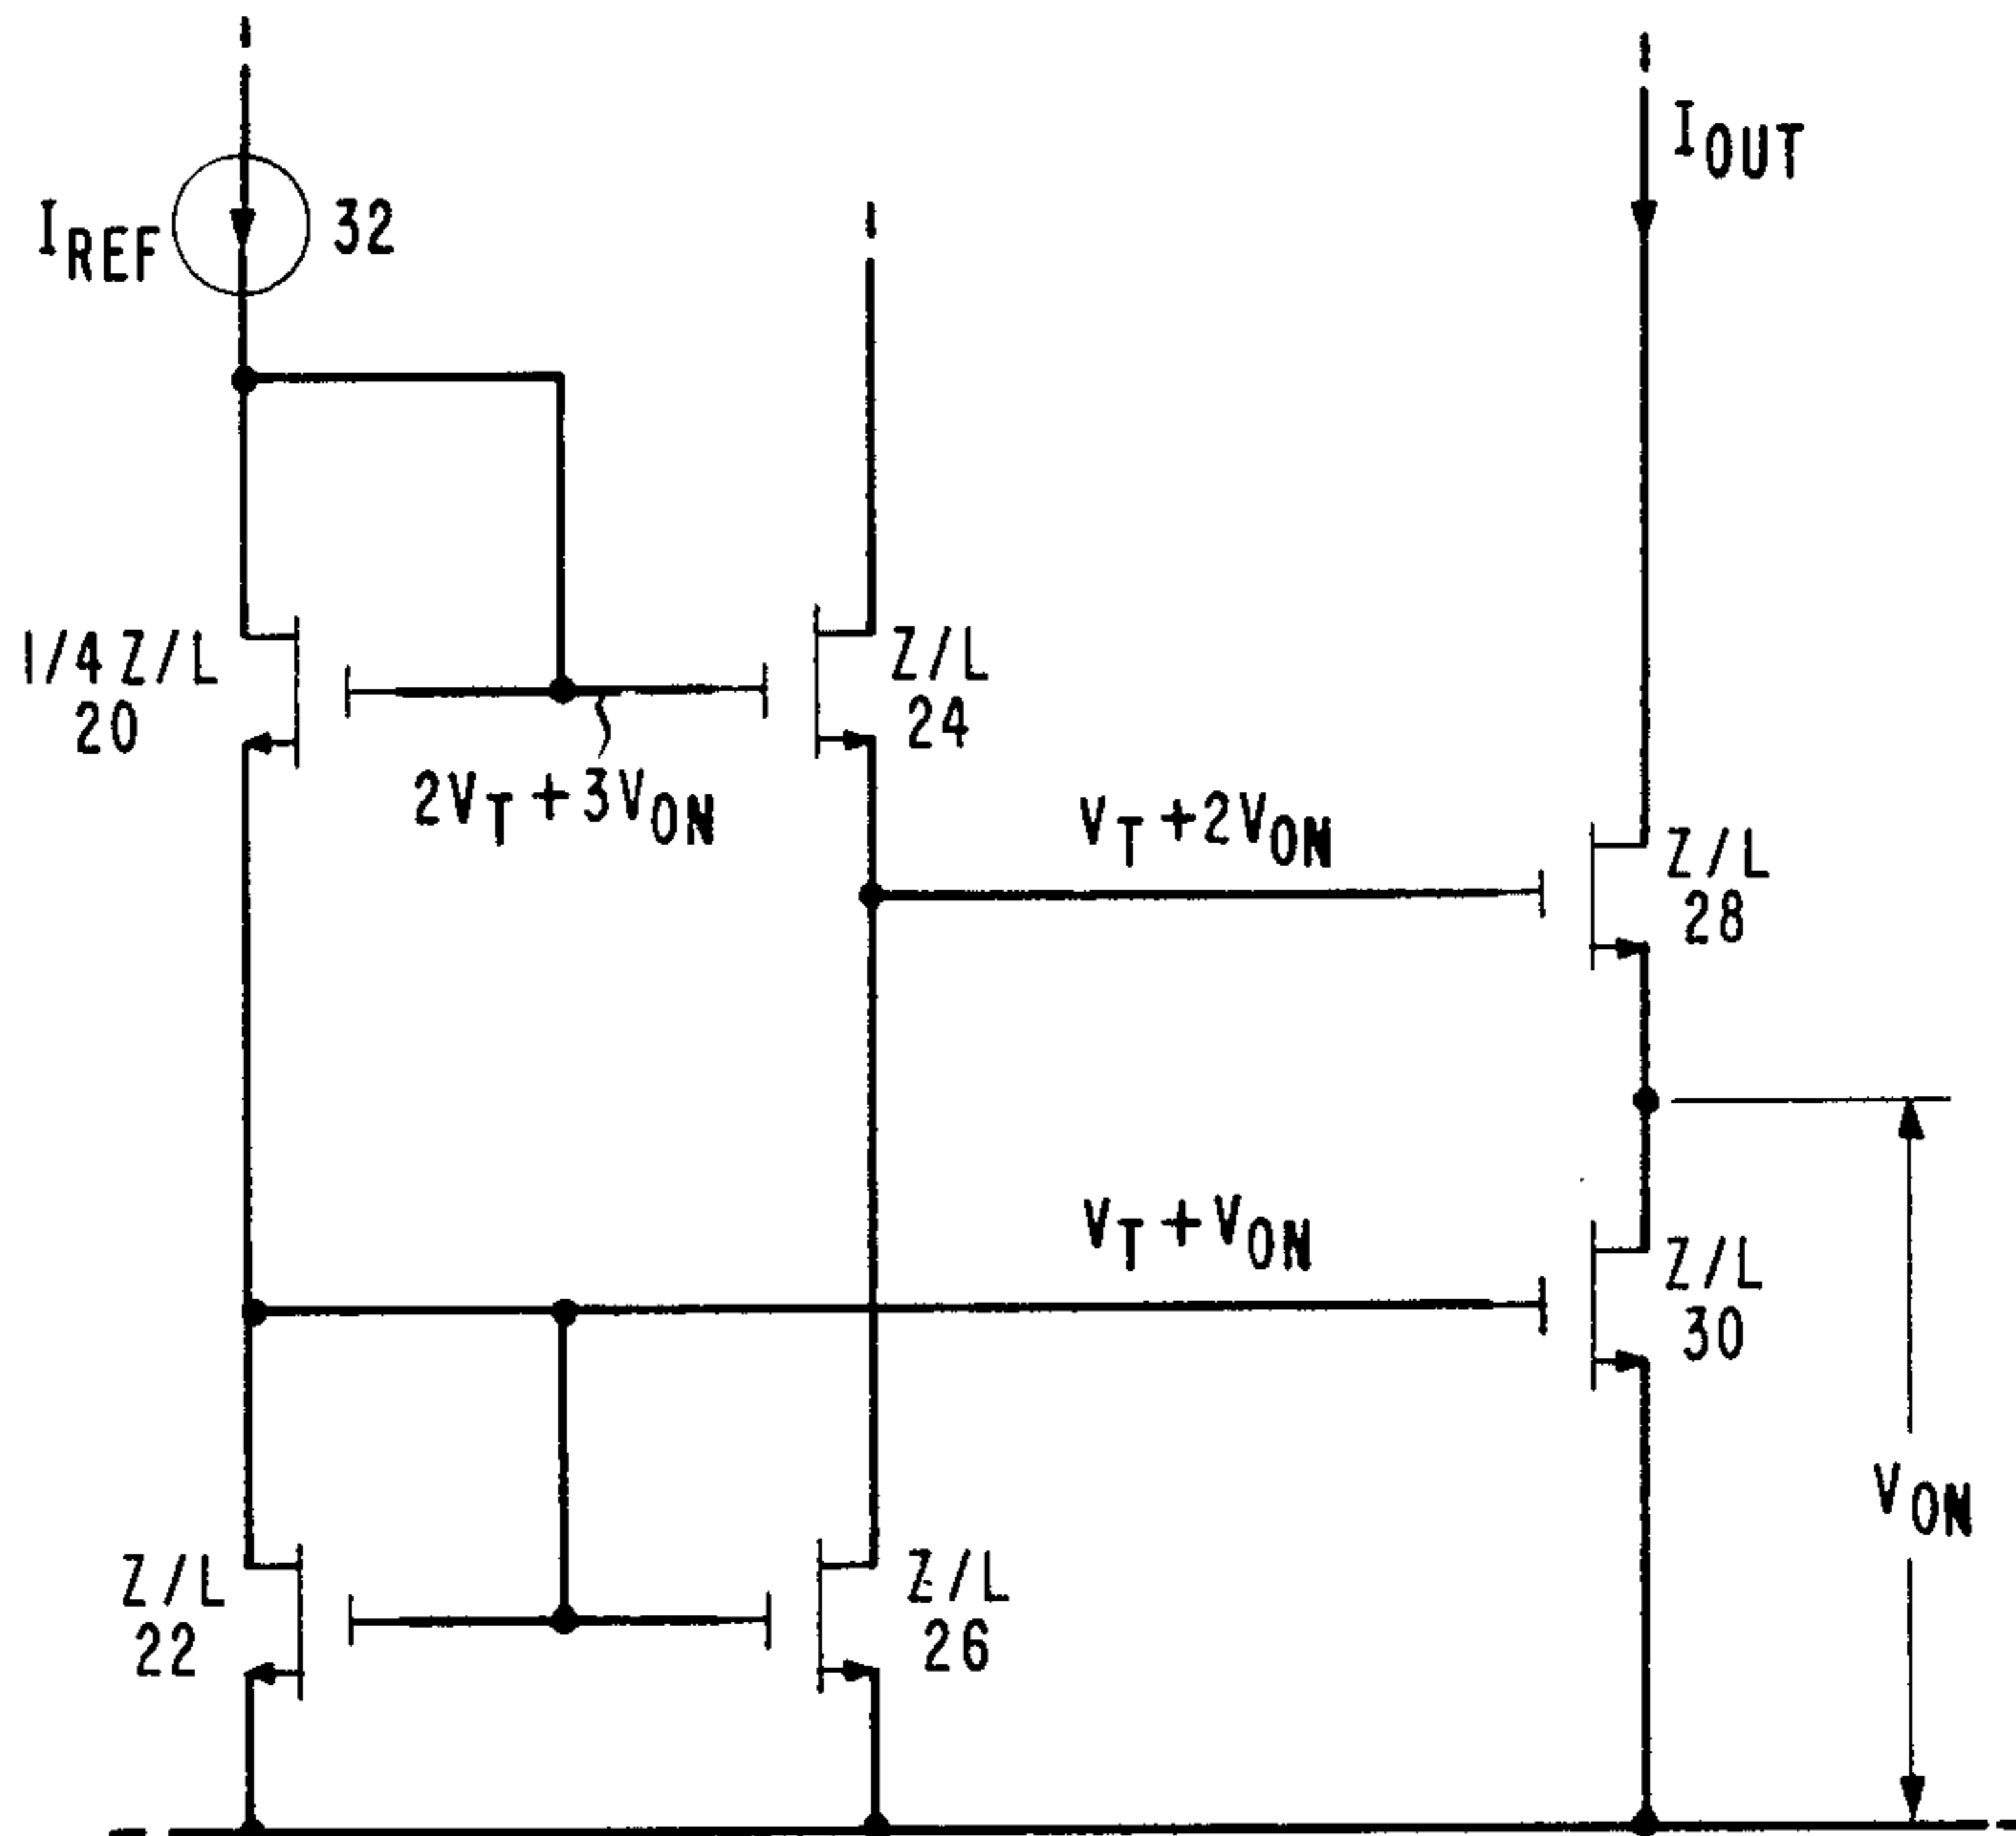 I_OUT
I_REF
32
1/4 Z/L
20
Z/L
24
2V_T + 3V_ON
V_T + 2V_ON
Z/L
28
V_T + V_ON
Z/L
30
V_ON
Z/L
22
Z/L
26